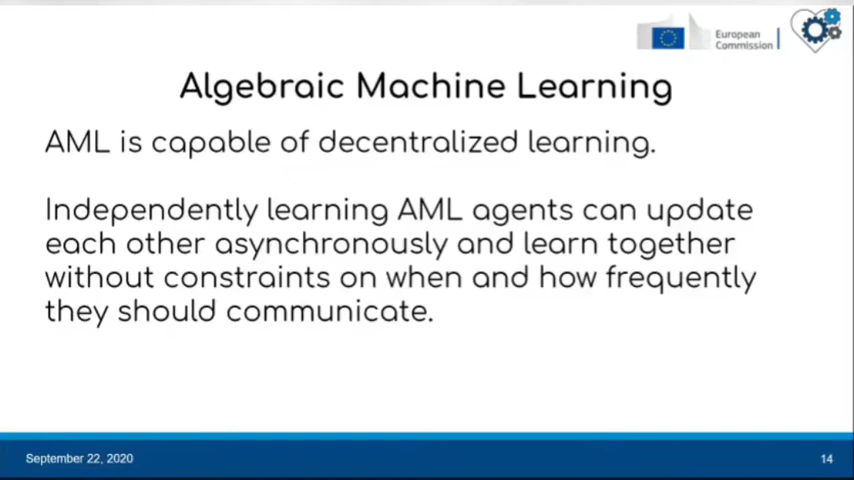 European
Commission
Algebraic Machine Learning
AML is capable of decentralized learning.
Independently learning AML agents can update
each other asynchronously and learn together
without constraints on when and how frequently
they should communicate.
September 22, 2020
14